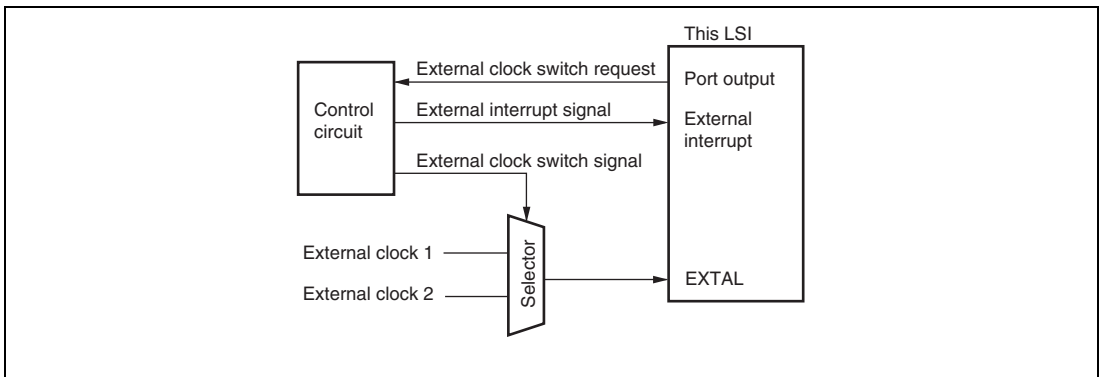 This LSI
External clock switch request
Port output
Control
circuit
External interrupt signal
External
interrupt
External clock switch signal
External clock 1
External clock 2
Selector
EXTAL